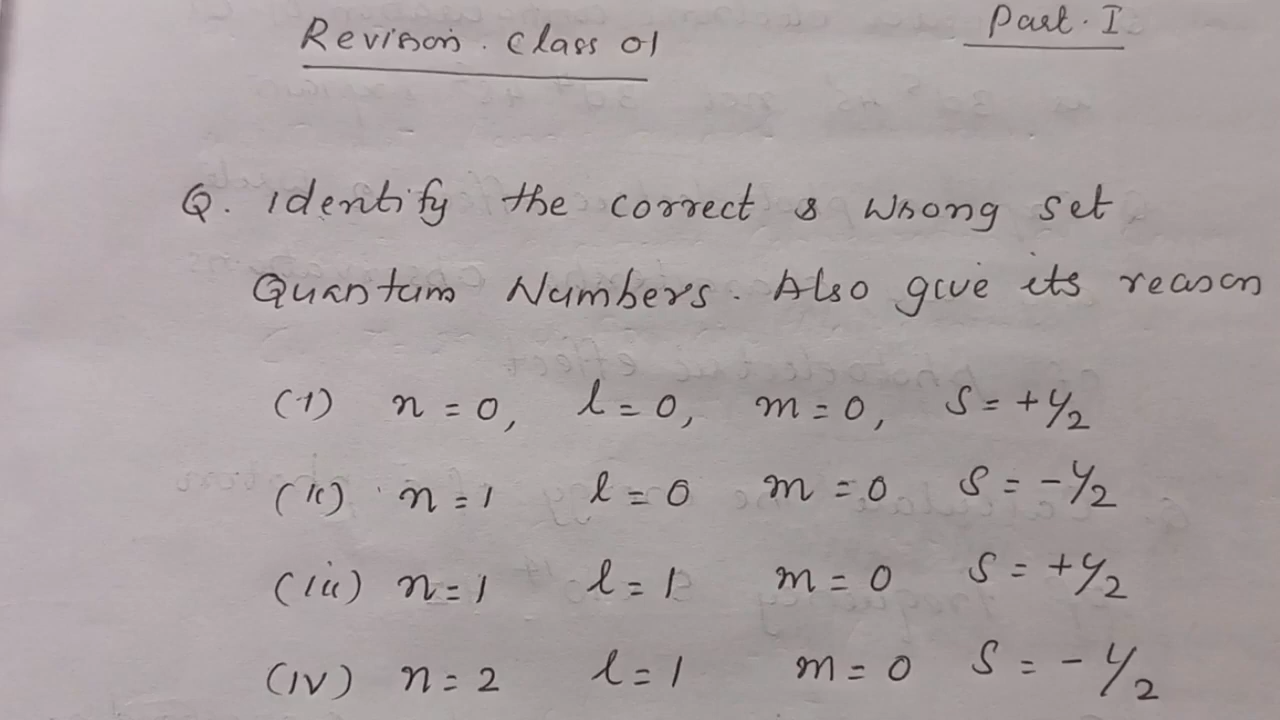 Revison. Class 01
Part. I
Q. Identify the correct & wrong set
Quantum Numbers. Also give its reason
(1) n = 0, l = 0, m = 0, S = +1/2
(ii) n = 1 l = 0 m = 0 S = -1/2
(iii) n = 1 l = 1 m = 0 S = +1/2
(iv) n = 2 l = 1 m = 0 S = -1/2